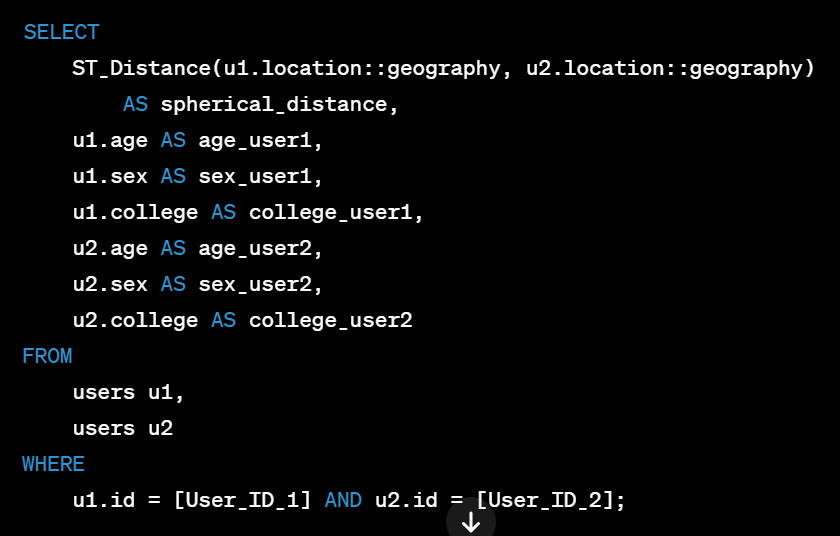 SELECT
ST_Distance(u1.location::geography, u2.location::geography)
AS spherical_distance,
u1.age AS age_user1,
u1.sex AS sex_user1,
u1.college AS college_user1,
u2.age AS age_user2,
u2.sex AS sex_user2,
u2.college AS college_user2
FROM
users u1,
users u2
WHERE
u1.id = [User_ID_1] AND u2.id = [User_ID_2];